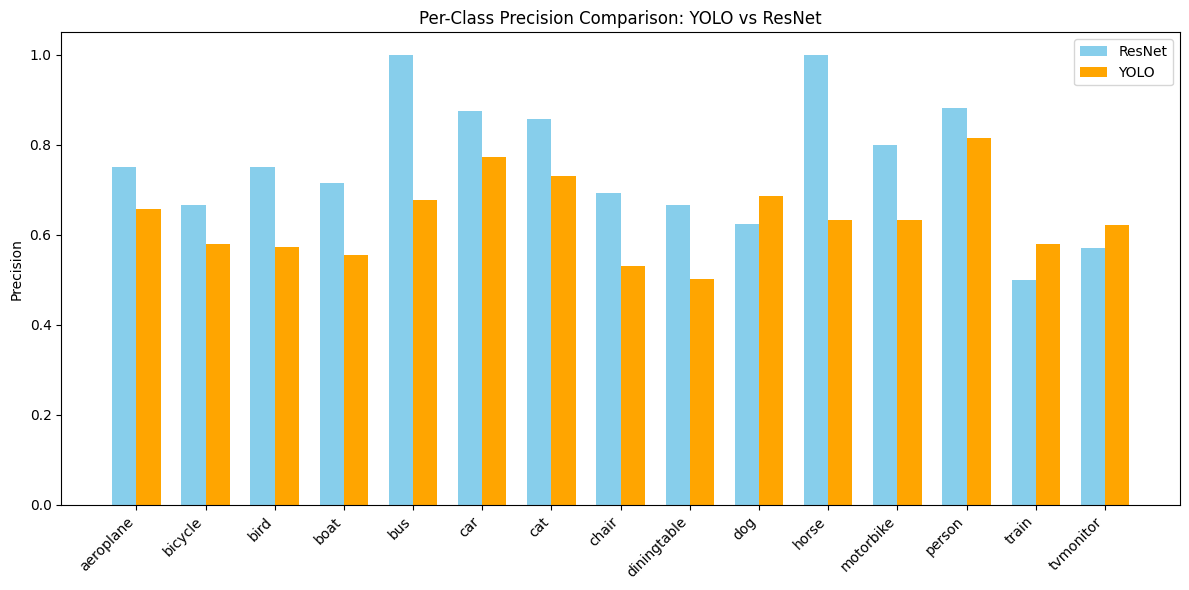 Per-Class Precision Comparison: YOLO vs ResNet
ResNet
YOLO
Precision
1.0
0.8
0.6
0.4
0.2
0.0
aeroplane
bicycle
bird
boat
bus
car
cat
chair
diningtable
dog
horse
motorbike
person
train
tvmonitor